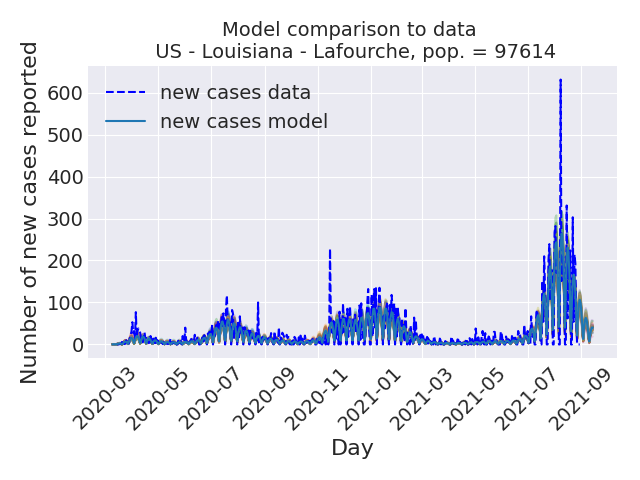 Model comparison to data
US - Louisiana - Lafourche, pop. = 97614
Number of new cases reported
600
500
400
300
200
100
0
new cases data
new cases model
2020-03
2020-05
2020-07
2020-09
2020-11
2021-01
2021-03
2021-05
2021-07
2021-09
Day